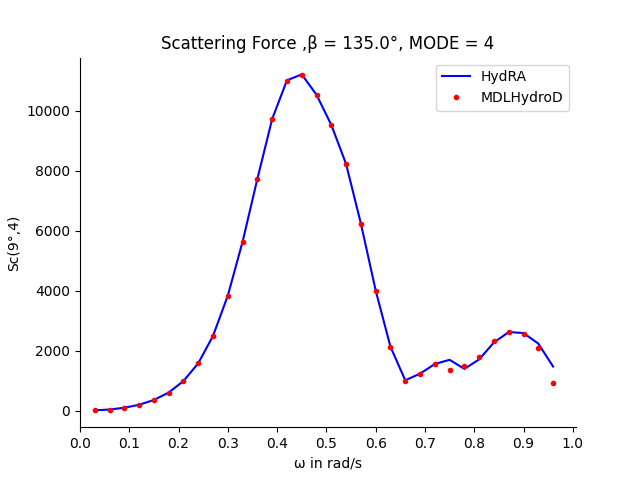 Scattering Force ,β = 135.0°, MODE = 4
HydRA
MDLHydroD
10000
8000
6000
4000
2000
0
Sc(9°,4)
0.0 0.1 0.2 0.3 0.4 0.5 0.6 0.7 0.8 0.9 1.0
ω in rad/s